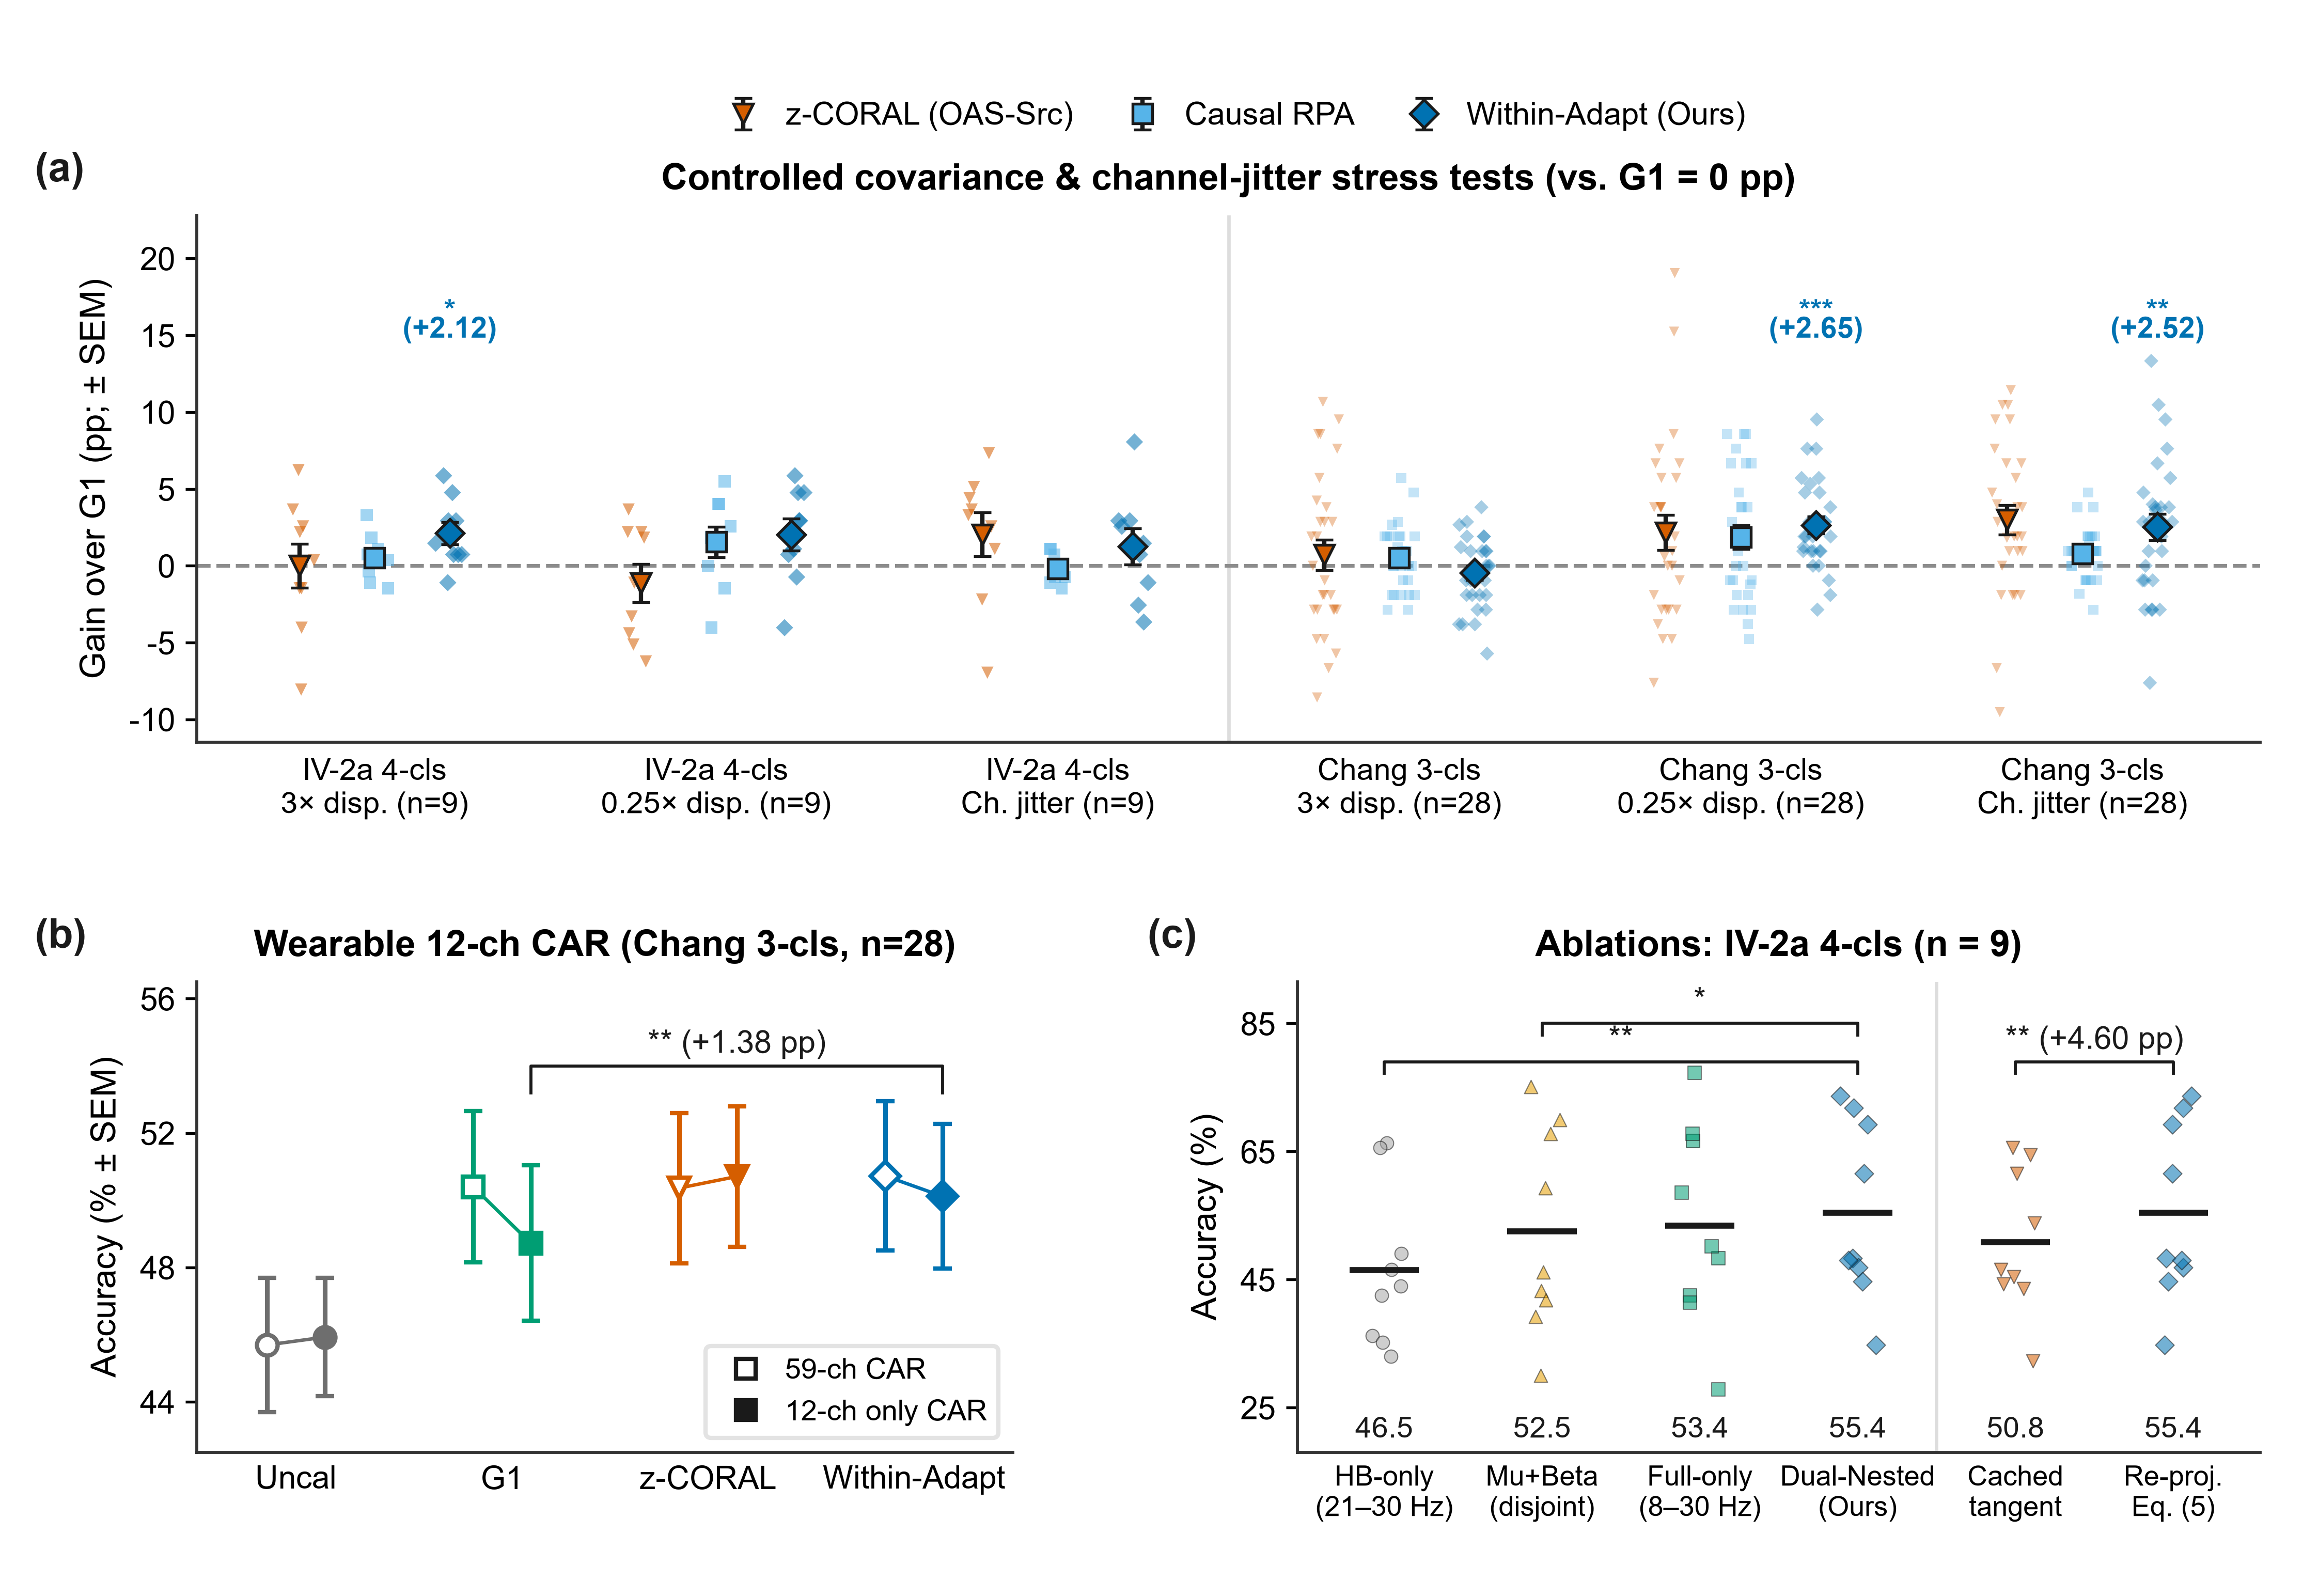 z-CORAL (OAS-Src)
Causal RPA
Within-Adapt (Ours)
(a)
Controlled covariance & channel-jitter stress tests (vs. G1 = 0 pp)
Gain over G1 (pp; ± SEM)
20
15
10
5
0
-5
-10
*
(+2.12)
***
(+2.65)
**
(+2.52)
IV-2a 4-cls
3× disp. (n=9)
IV-2a 4-cls
0.25× disp. (n=9)
IV-2a 4-cls
Ch. jitter (n=9)
Chang 3-cls
3× disp. (n=28)
Chang 3-cls
0.25× disp. (n=28)
Chang 3-cls
Ch. jitter (n=28)
(b)
Wearable 12-ch CAR (Chang 3-cls, n=28)
Accuracy (% ± SEM)
56
52
48
44
** (+1.38 pp)
59-ch CAR
12-ch only CAR
Uncal
G1
z-CORAL
Within-Adapt
(c)
Ablations: IV-2a 4-cls (n = 9)
Accuracy (%)
85
65
45
25
*
**
** (+4.60 pp)
46.5
52.5
53.4
55.4
50.8
55.4
HB-only
(21–30 Hz)
Mu+Beta
(disjoint)
Full-only
(8–30 Hz)
Dual-Nested
(Ours)
Cached
tangent
Re-proj.
Eq. (5)